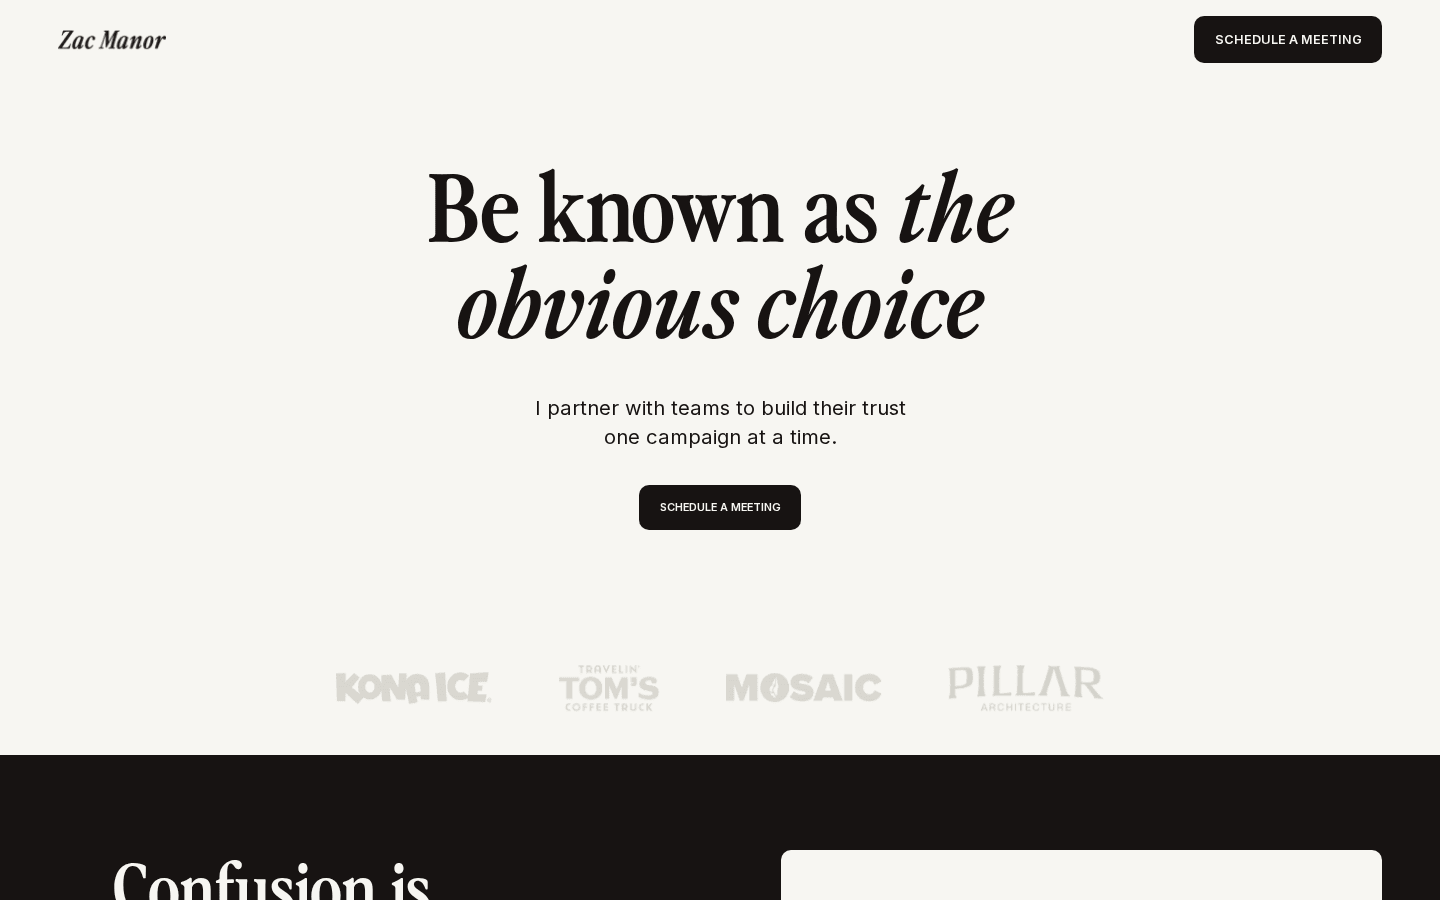 Zac Manor
SCHEDULE A MEETING
Be known as the
obvious choice
I partner with teams to build their trust
one campaign at a time.
SCHEDULE A MEETING
KONA ICE
TRAVELIN'
TOM'S
COFFEE TRUCK
MOSAIC
PILLAR
ARCHITECTURE
Confusion is